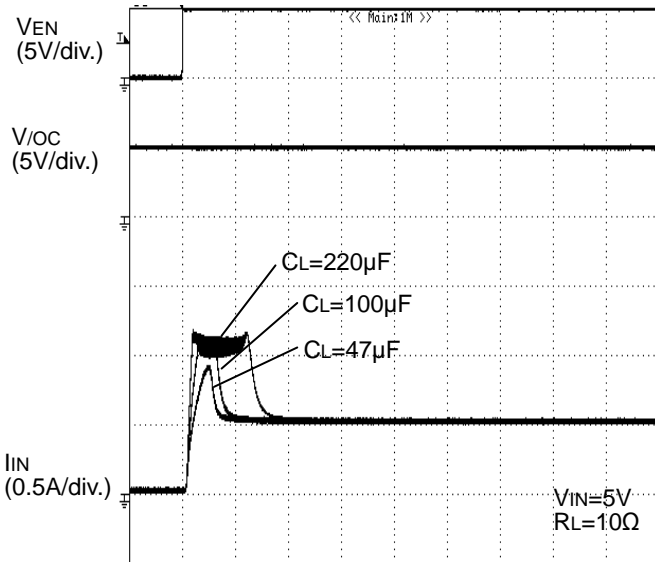 << Main:1M >>
VEN
(5V/div.)
V/OC
(5V/div.)
CL=220μF
CL=100μF
CL=47μF
IIN
(0.5A/div.)
VIN=5V
RL=10Ω